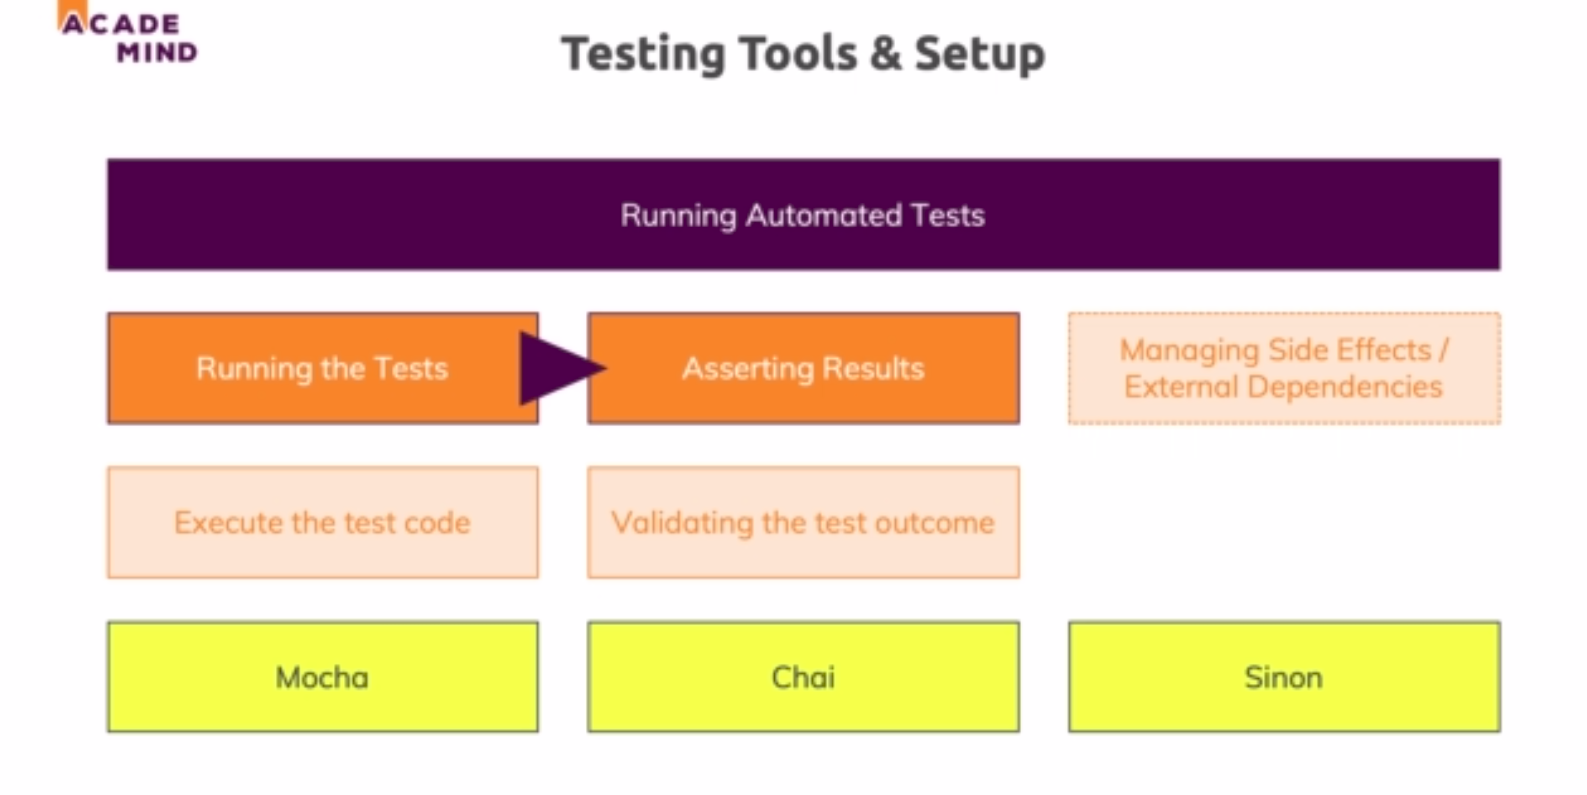 ACADE
MIND
Testing Tools & Setup
Running Automated Tests
Running the Tests
Asserting Results
Managing Side Effects /
External Dependencies
Execute the test code
Validating the test outcome
Mocha
Chai
Sinon